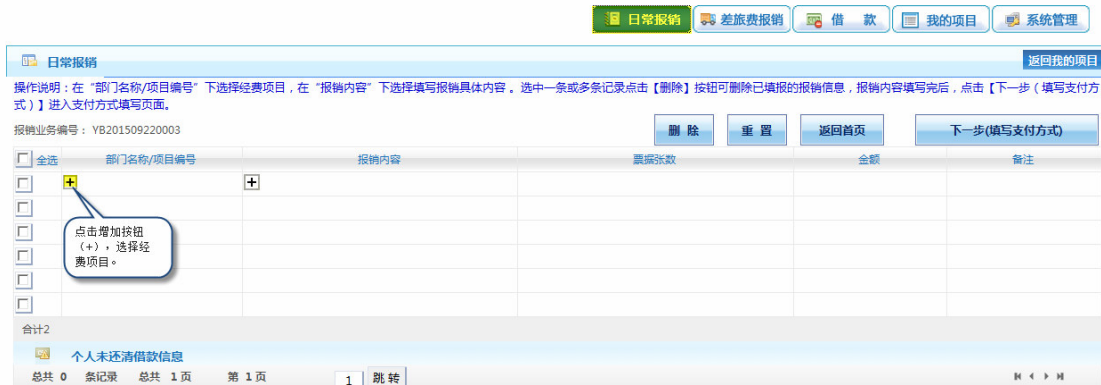 日常报销 差旅费报销 借 款 我的项目 系统管理
日常报销 返回我的项目
操作说明：在“部门名称/项目编号”下选择经费项目，在“报销内容”下选择填写报销具体内容 。选中一条或多条记录点击【删除】按钮可删除已填报的报销信息，报销内容填写完后，点击【下一步（填写支付方
式）】进入支付方式填写页面。
报销业务编号： YB201509220003 删 除 重 置 返回首页 下一步(填写支付方式)
全选 部门名称/项目编号 报销内容 票据张数 金额 备注
点击增加按钮
（+），选择经
费项目。
合计2
个人未还清借款信息
总共 0 条记录 总共 1 页 第 1 页 1 跳 转